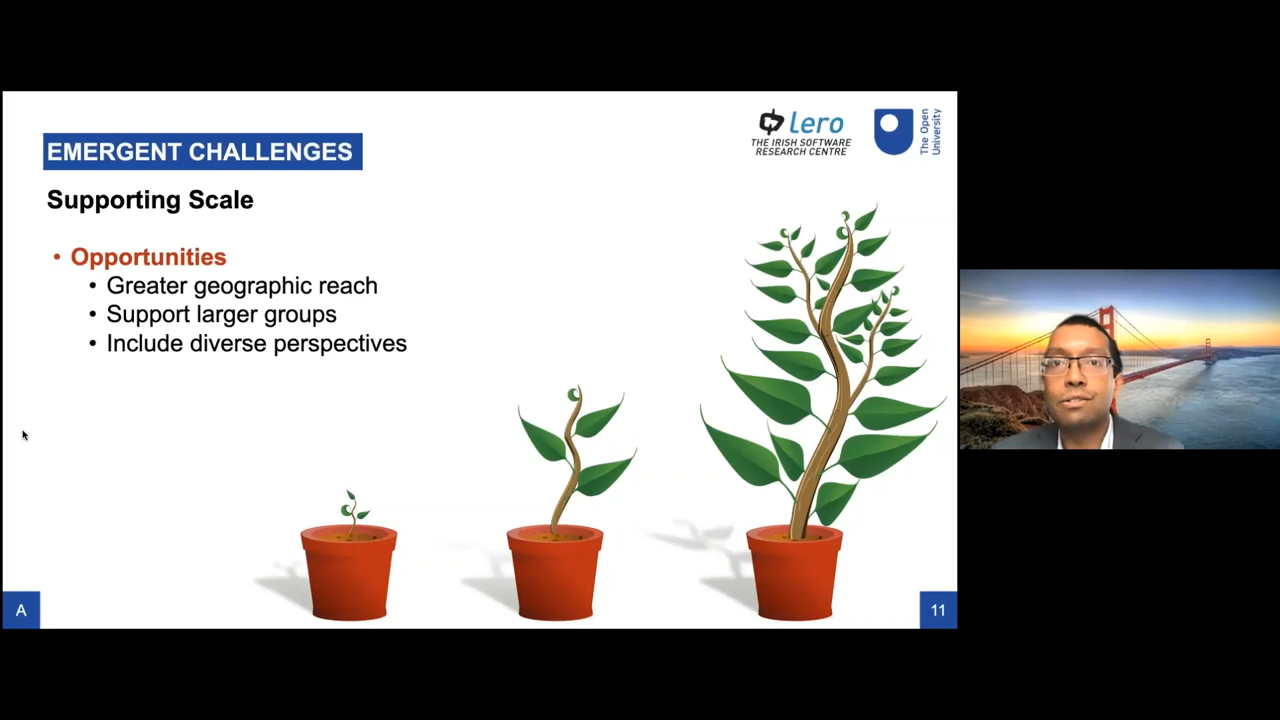 EMERGENT CHALLENGES
lero
THE IRISH SOFTWARE
RESEARCH CENTRE
The Open
University
Supporting Scale
• Opportunities
• Greater geographic reach
• Support larger groups
• Include diverse perspectives
A
11